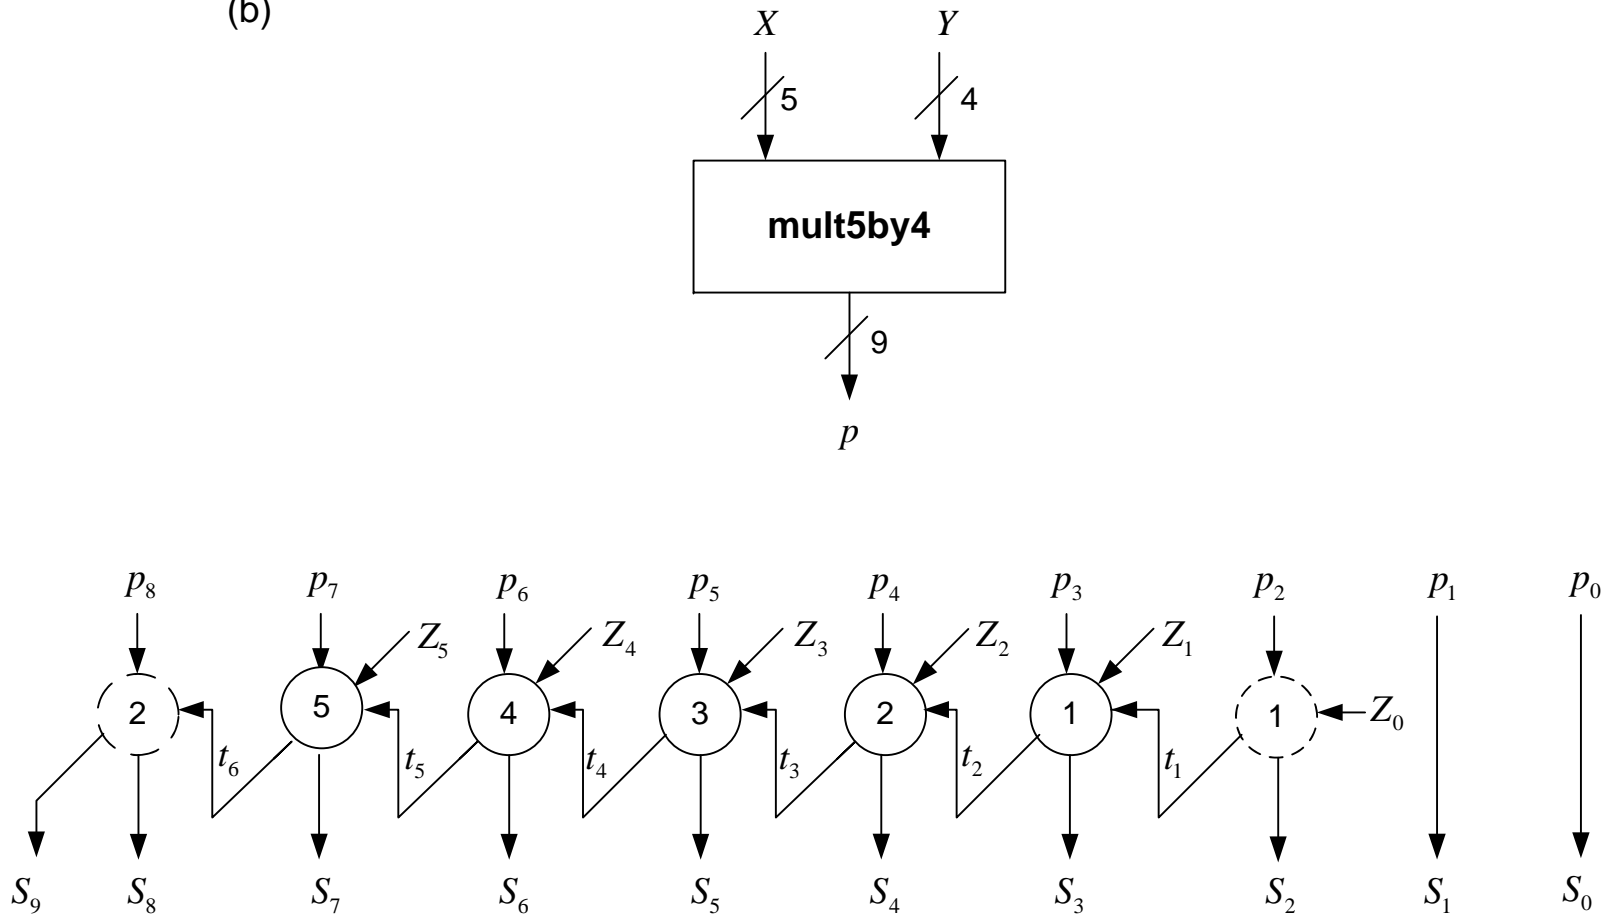 (b)
X Y
5 4
mult5by4
9
p
p₈ p₇ p₆ p₅ p₄ p₃ p₂ p₁ p₀
Z₅ Z₄ Z₃ Z₂ Z₁
2 5 4 3 2 1 1 Z₀
t₆ t₅ t₄ t₃ t₂ t₁
S₉ S₈ S₇ S₆ S₅ S₄ S₃ S₂ S₁ S₀